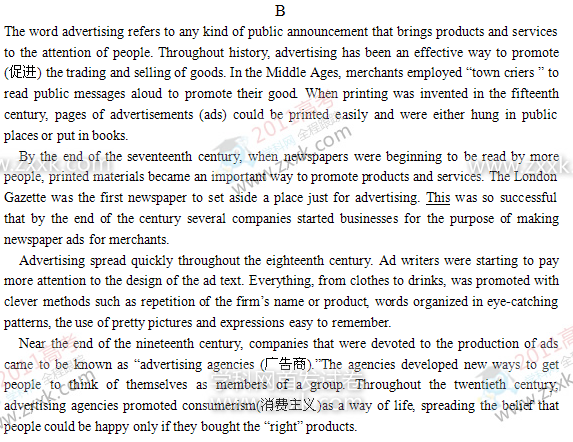 B
The word advertising refers to any kind of public announcement that brings products and services
to the attention of people. Throughout history, advertising has been an effective way to promote
(促进) the trading and selling of goods. In the Middle Ages, merchants employed “town criers ” to
read public messages aloud to promote their good. When printing was invented in the fifteenth
century, pages of advertisements (ads) could be printed easily and were either hung in public
places or put in books.
By the end of the seventeenth century, when newspapers were beginning to be read by more
people, printed materials became an important way to promote products and services. The London
Gazette was the first newspaper to set aside a place just for advertising. This was so successful
that by the end of the century several companies started businesses for the purpose of making
newspaper ads for merchants.
Advertising spread quickly throughout the eighteenth century. Ad writers were starting to pay
more attention to the design of the ad text. Everything, from clothes to drinks, was promoted with
clever methods such as repetition of the firm’s name or product, words organized in eye-catching
patterns, the use of pretty pictures and expressions easy to remember.
Near the end of the nineteenth century, companies that were devoted to the production of ads
came to be known as “advertising agencies (广告商).”The agencies developed new ways to get
people to think of themselves as members of a group. Throughout the twentieth century,
advertising agencies promoted consumerism(消费主义)as a way of life, spreading the belief that
people could be happy only if they bought the “right” products.